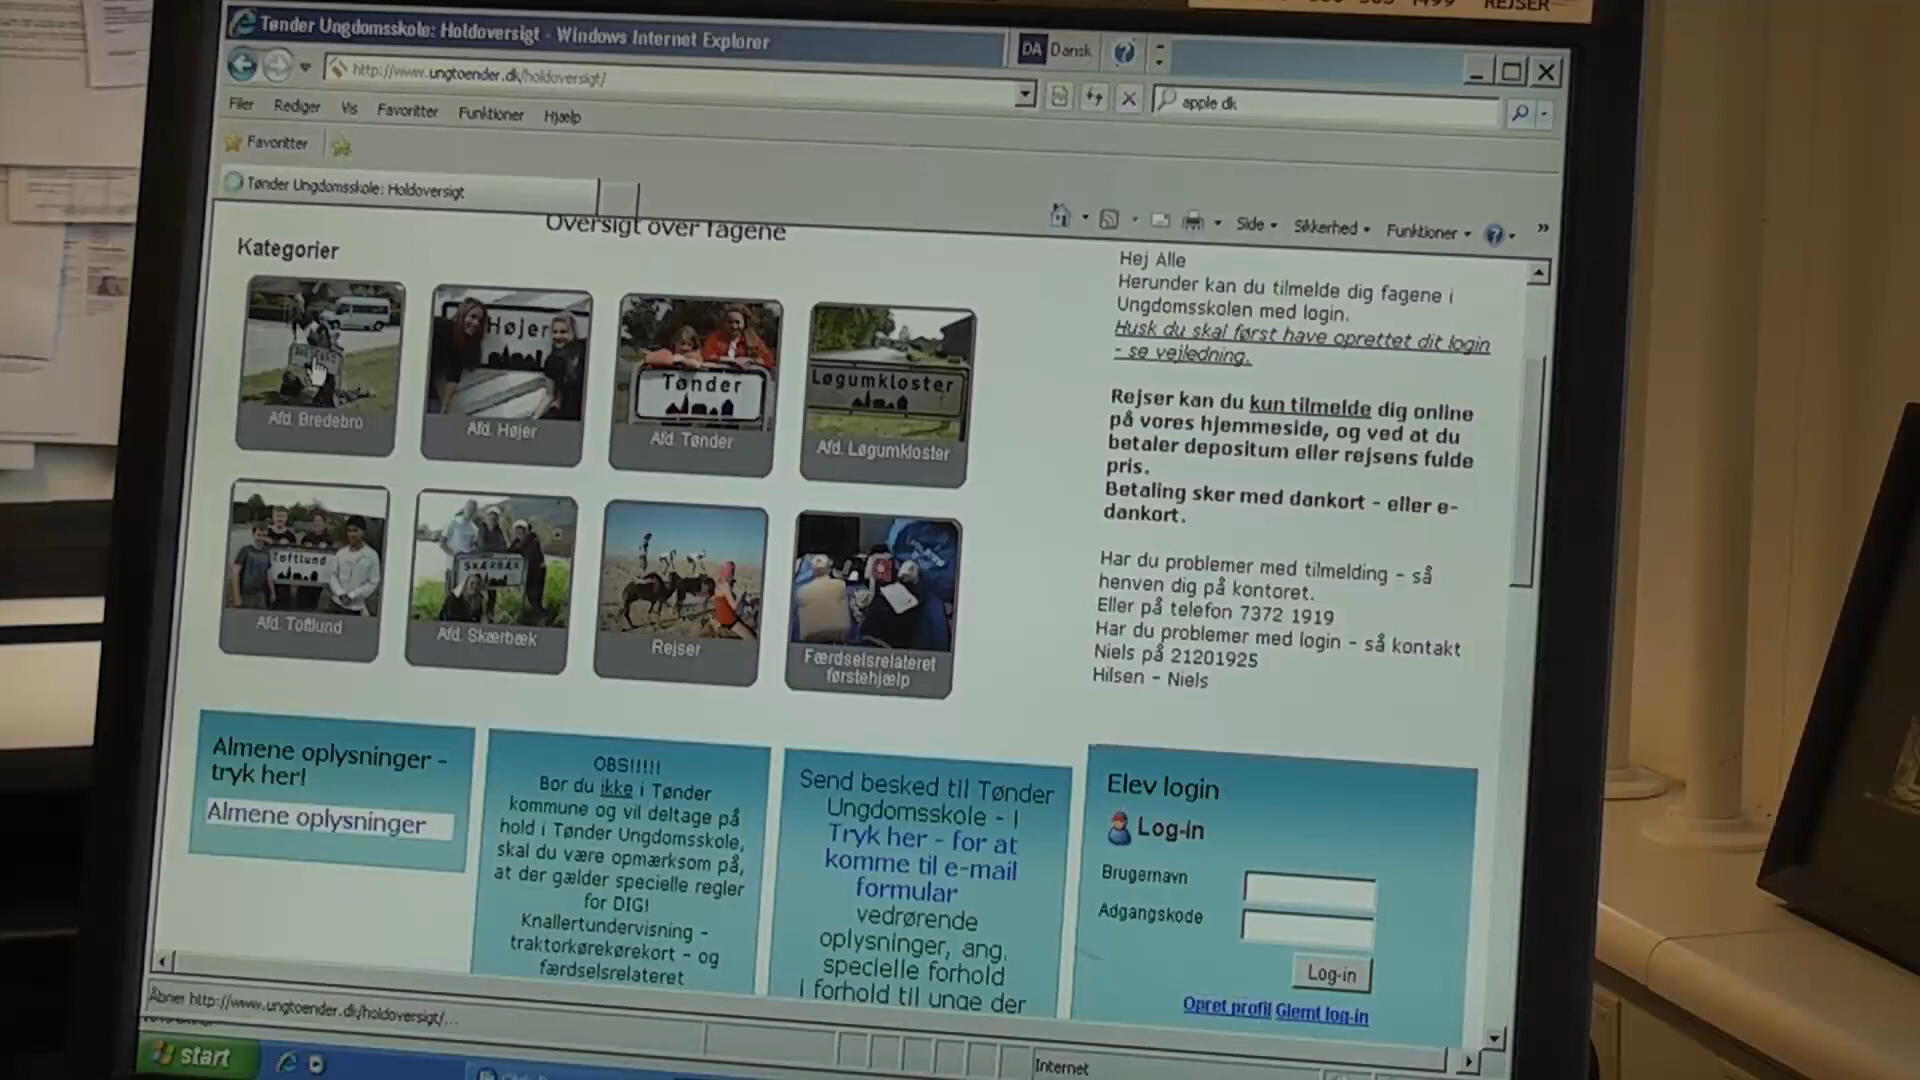 REJSER
Tønder Ungdomsskole: Holdoversigt - Windows Internet Explorer
DA Dansk
http://www.ungtoender.dk/holdoversigt/
apple dk
Filer Rediger Vis Favoritter Funktioner Hjælp
Favoritter
Tønder Ungdomsskole: Holdoversigt
Side Sikkerhed Funktioner
Oversigt over fagene
Kategorier
Højer
Tønder
Løgumkloster
Afd. Bredebro
Afd. Højer
Afd. Tønder
Afd. Løgumkloster
Toftlund
SKÆRBÆK
Afd. Toftlund
Afd. Skærbæk
Rejser
Færdselsrelateret
førstehjælp
Hej Alle
Herunder kan du tilmelde dig fagene i
Ungdomsskolen med login.
Husk du skal først have oprettet dit login
- se vejledning.
Rejser kan du kun tilmelde dig online
på vores hjemmeside, og ved at du
betaler depositum eller rejsens fulde
pris.
Betaling sker med dankort - eller e-
dankort.
Har du problemer med tilmelding - så
henven dig på kontoret.
Eller på telefon 7372 1919
Har du problemer med login - så kontakt
Niels på 21201925
Hilsen - Niels
Almene oplysninger -
tryk her!
Almene oplysninger
OBS!!!!!
Bor du ikke i Tønder
kommune og vil deltage på
hold i Tønder Ungdomsskole,
skal du være opmærksom på,
at der gælder specielle regler
for DIG!
Knallertundervisning -
traktorkørekørekort - og
færdselsrelateret
Send besked til Tønder
Ungdomsskole - I
Tryk her - for at
komme til e-mail
formular
vedrørende
oplysninger, ang.
specielle forhold
i forhold til unge der
Elev login
Log-in
Brugernavn
Adgangskode
Log-in
Opret profil Glemt log-in
Åbner http://www.ungtoender.dk/holdoversigt/...
Internet
start